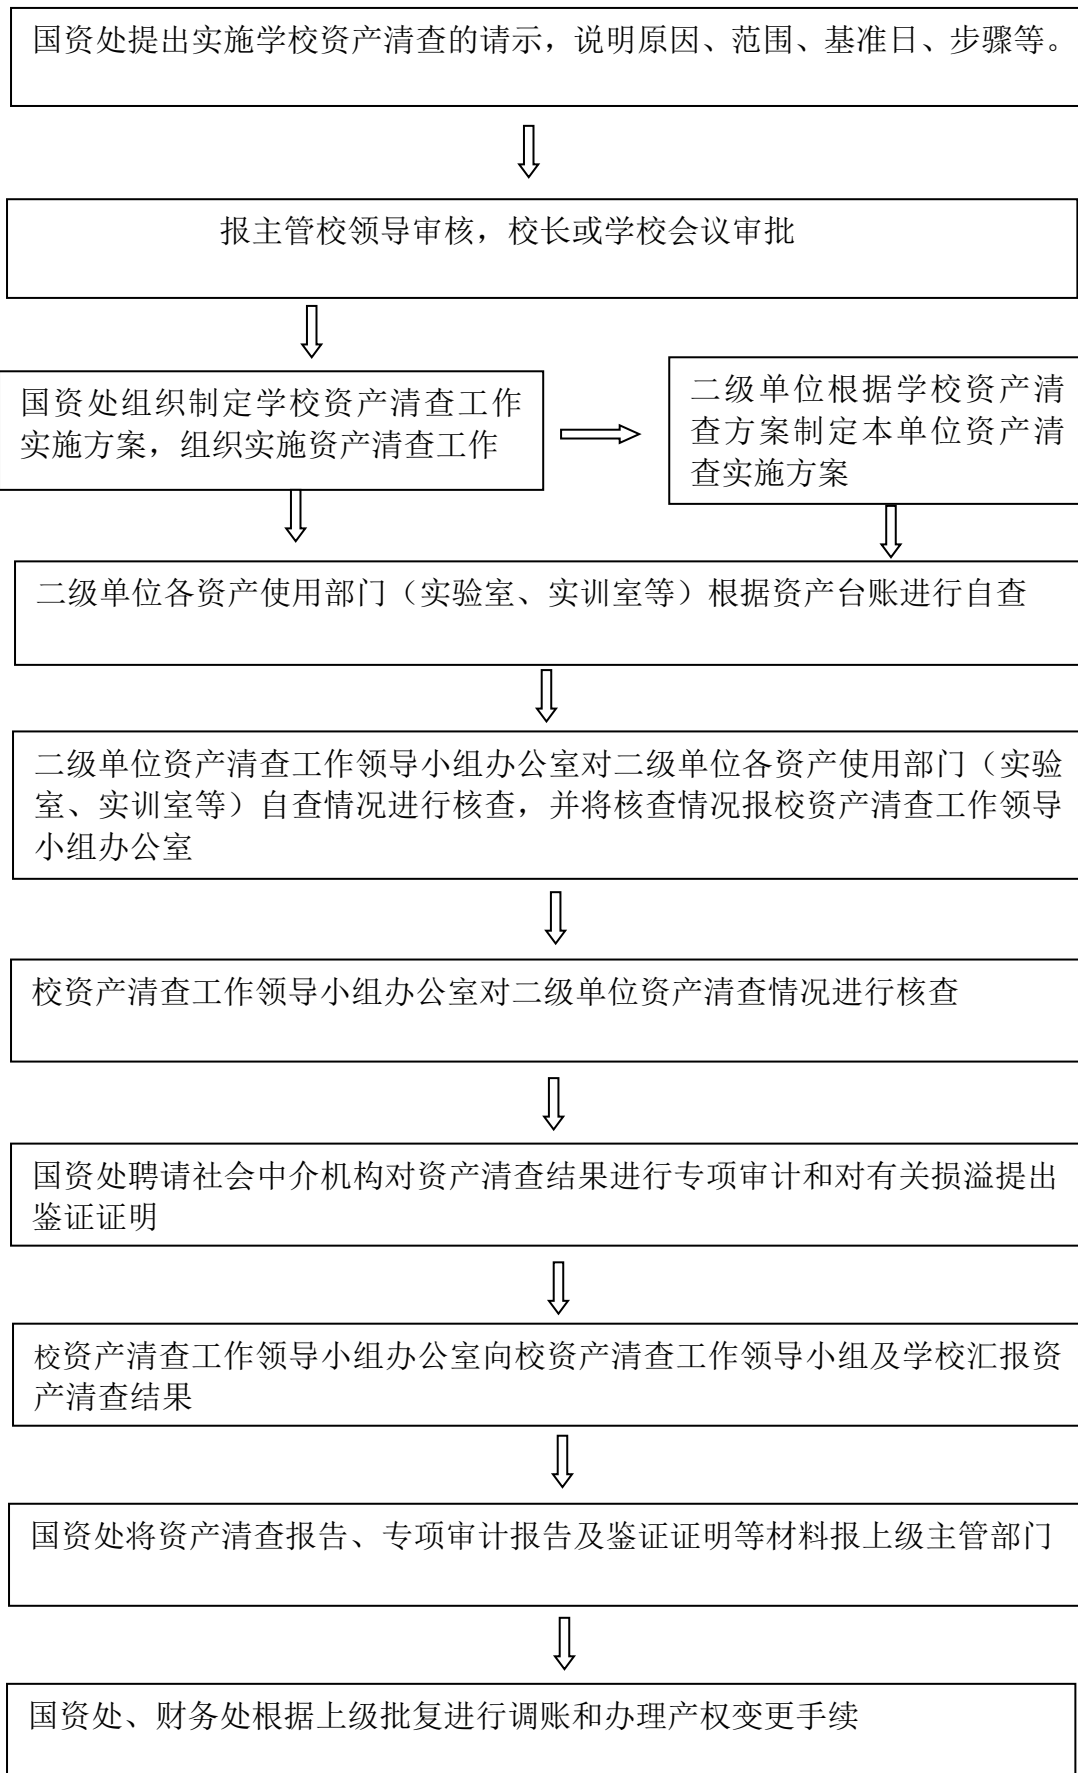 国资处提出实施学校资产清查的请示，说明原因、范围、基准日、步骤等。
报主管校领导审核，校长或学校会议审批
国资处组织制定学校资产清查工作
实施方案，组织实施资产清查工作
二级单位根据学校资产清
查方案制定本单位资产清
查实施方案
二级单位各资产使用部门（实验室、实训室等）根据资产台账进行自查
二级单位资产清查工作领导小组办公室对二级单位各资产使用部门（实验
室、实训室等）自查情况进行核查，并将核查情况报校资产清查工作领导
小组办公室
校资产清查工作领导小组办公室对二级单位资产清查情况进行核查
国资处聘请社会中介机构对资产清查结果进行专项审计和对有关损溢提出
鉴证证明
校资产清查工作领导小组办公室向校资产清查工作领导小组及学校汇报资
产清查结果
国资处将资产清查报告、专项审计报告及鉴证证明等材料报上级主管部门
国资处、财务处根据上级批复进行调账和办理产权变更手续